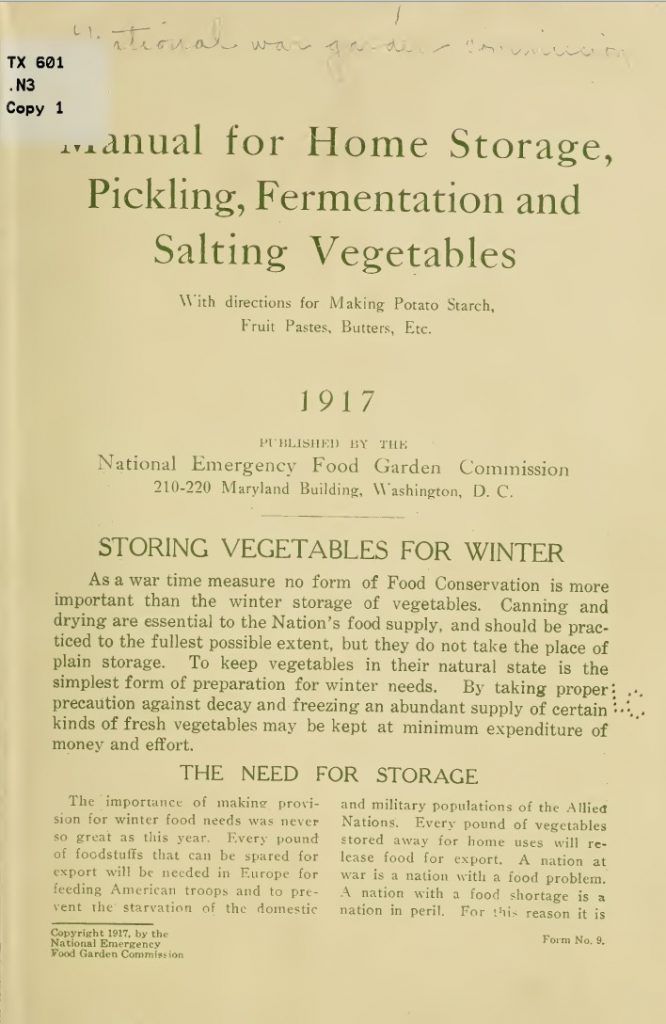 National war garden commission
TX 601
.N3
Copy 1
Manual for Home Storage,
Pickling, Fermentation and
Salting Vegetables
With directions for Making Potato Starch,
Fruit Pastes, Butters, Etc.
1917
PUBLISHED BY THE
National Emergency Food Garden Commission
210-220 Maryland Building, Washington, D. C.
STORING VEGETABLES FOR WINTER
As a war time measure no form of Food Conservation is more
important than the winter storage of vegetables. Canning and
drying are essential to the Nation's food supply, and should be prac-
ticed to the fullest possible extent, but they do not take the place of
plain storage. To keep vegetables in their natural state is the
simplest form of preparation for winter needs. By taking proper
precaution against decay and freezing an abundant supply of certain
kinds of fresh vegetables may be kept at minimum expenditure of
money and effort.
THE NEED FOR STORAGE
The importance of making provi-
sion for winter food needs was never
so great as this year. Every pound
of foodstuffs that can be spared for
export will be needed in Europe for
feeding American troops and to pre-
vent the starvation of the domestic
and military populations of the Allied
Nations. Every pound of vegetables
stored away for home uses will re-
lease food for export. A nation at
war is a nation with a food problem.
A nation with a food shortage is a
nation in peril. For this reason it is
Copyright 1917, by the
National Emergency
Food Garden Commission
Form No. 9.